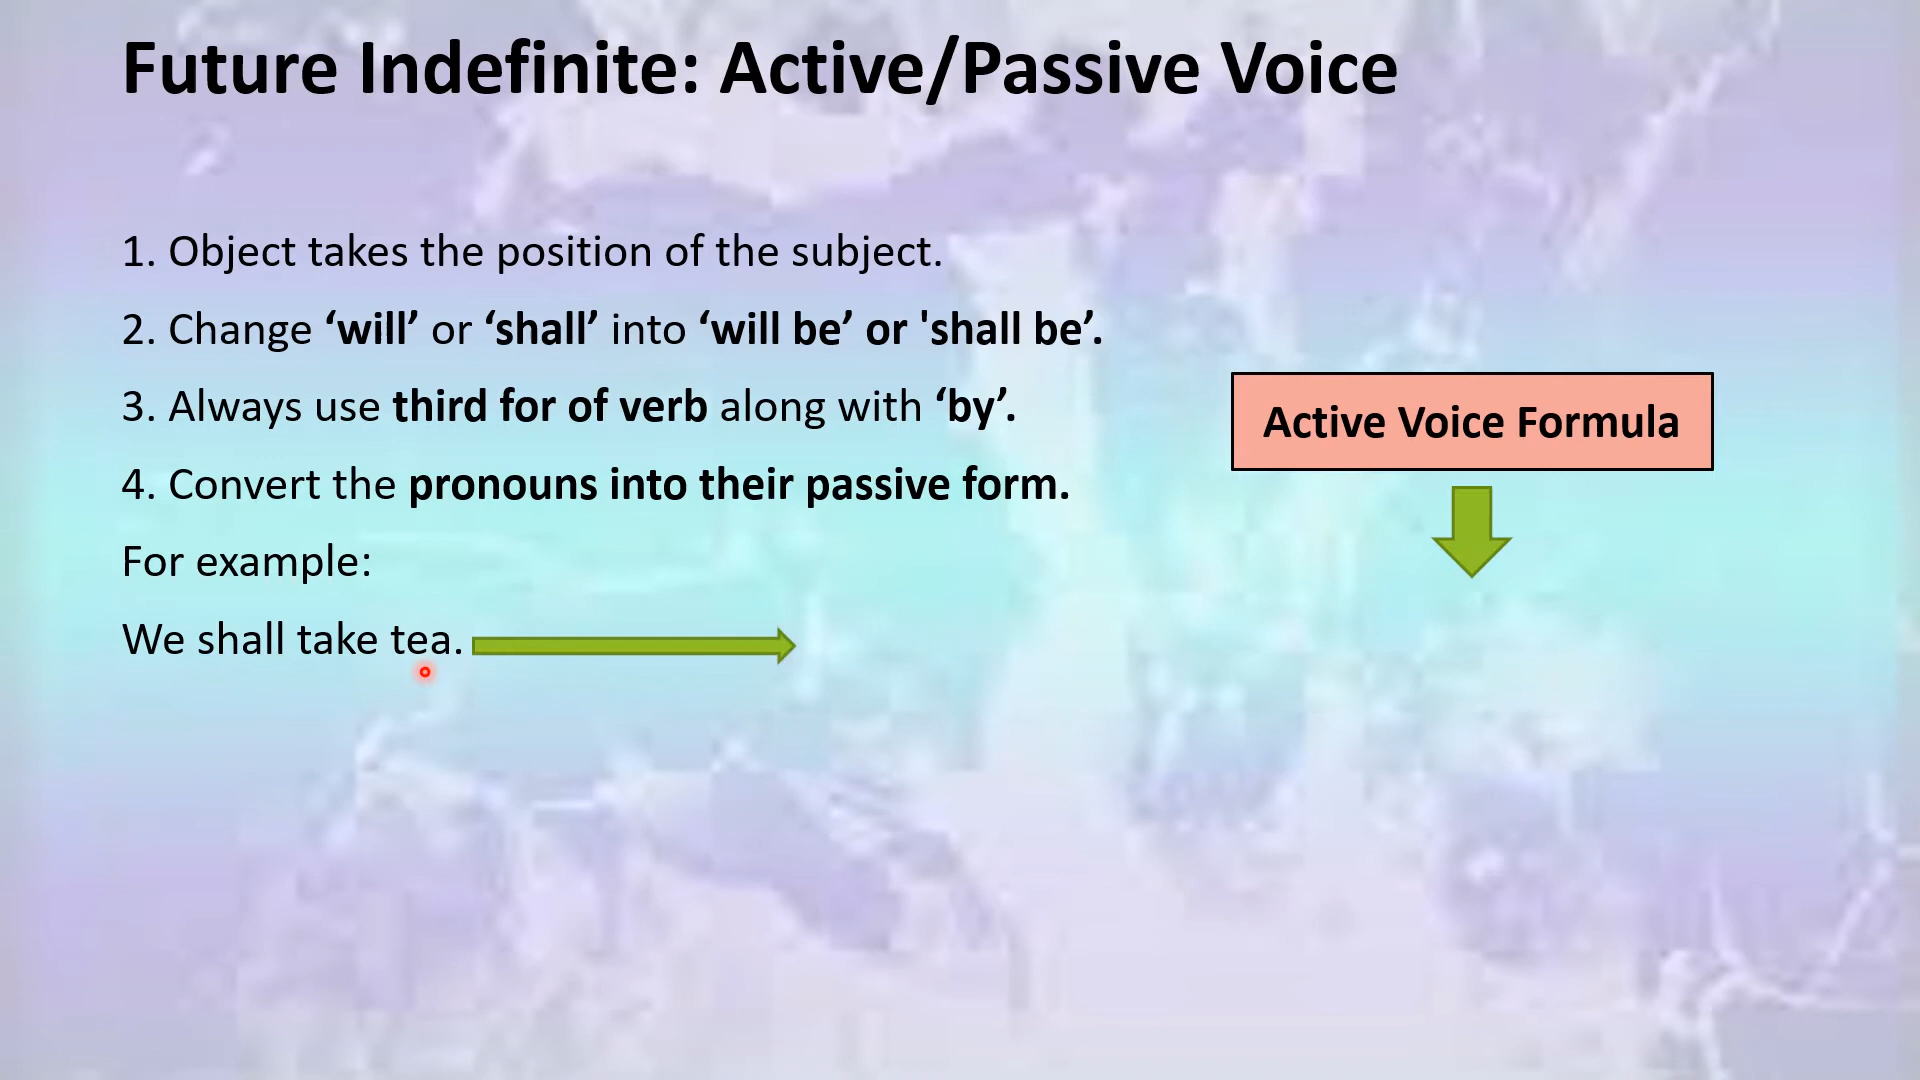 Future Indefinite: Active/Passive Voice
1. Object takes the position of the subject.
2. Change ‘will’ or ‘shall’ into ‘will be’ or 'shall be’.
3. Always use third for of verb along with ‘by’.
4. Convert the pronouns into their passive form.
For example:
We shall take tea.
Active Voice Formula